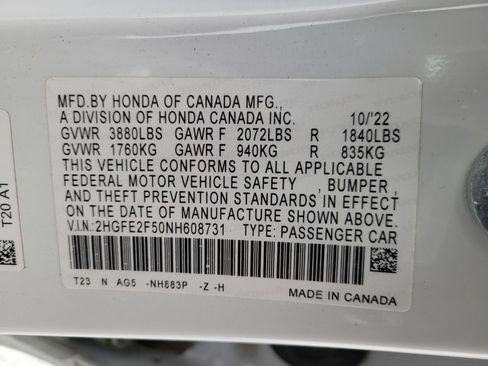 MFD.BY HONDA OF CANADA MFG.,
A DIVISION OF HONDA CANADA INC. 10/'22
GVWR 3880LBS GAWR F 2072LBS R 1840LBS
GVWR 1760KG GAWR F 940KG R 835KG
THIS VEHICLE CONFORMS TO ALL APPLICABLE
FEDERAL MOTOR VEHICLE SAFETY , BUMPER ,
AND THEFT PREVENTION STANDARDS IN EFFECT
ON THE DATE OF MANUFACTURE SHOWN ABOVE.
V.I.N.:2HGFE2F50NH608731 TYPE: PASSENGER CAR
T23 N AG5 -NH883P -Z -H
MADE IN CANADA
T20 A1